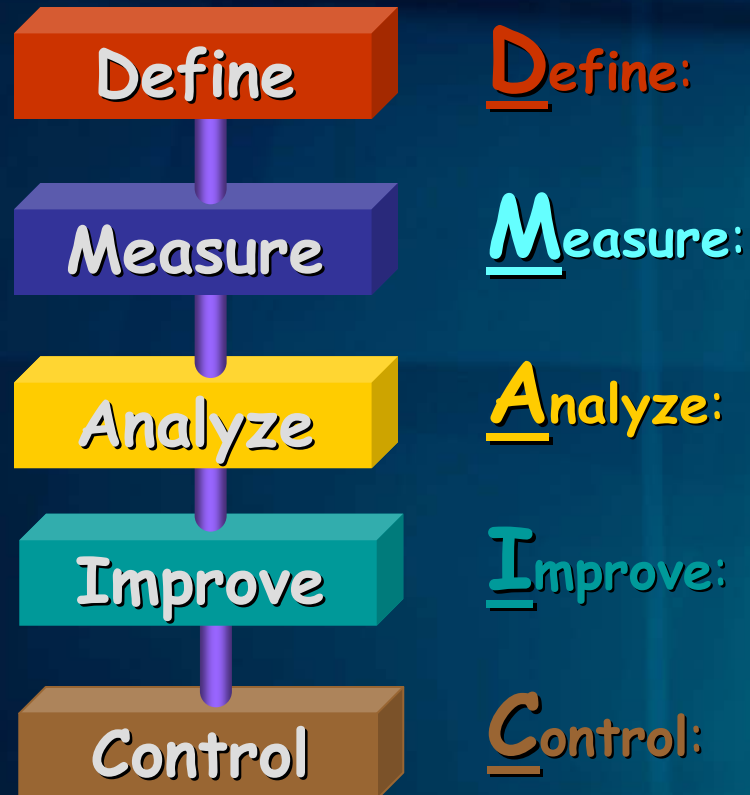 Define
Define:
Measure
Measure:
Analyze
Analyze:
Improve
Improve:
Control
Control: